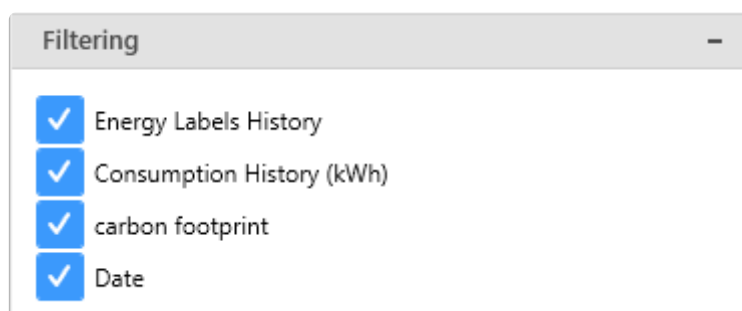 Filtering
Energy Labels History
Consumption History (kWh)
carbon footprint
Date